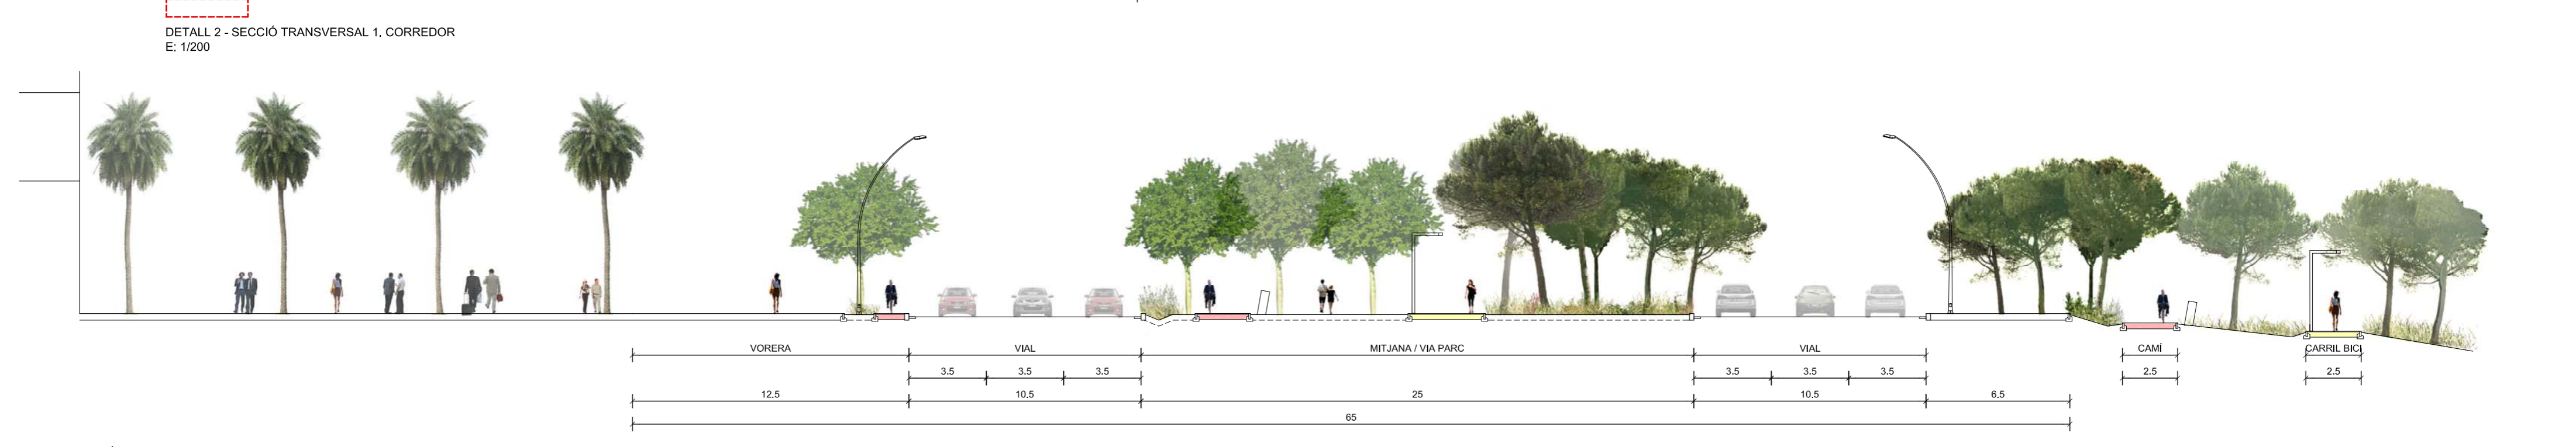 DETALL 2 - SECCIÓ TRANSVERSAL 1. CORREDOR
E: 1/200
VORERA VIAL MITJANA / VIA PARC VIAL CAMÍ CARRIL BICI
3.5 3.5 3.5 3.5 3.5 3.5 2.5 2.5
12.5 10.5 25 10.5 6.5
65